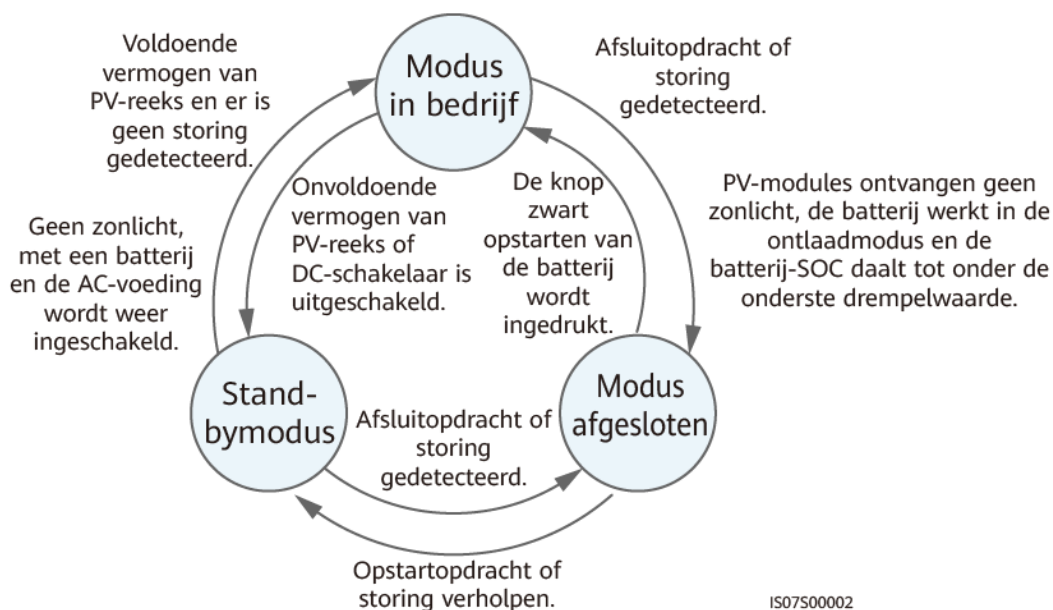 Voldoende
vermogen van
PV-reeks en er is
geen storing
gedetecteerd.
Modus
in bedrijf
Afsluitopdracht of
storing
gedetecteerd.
Geen zonlicht,
met een batterij
en de AC-voeding
wordt weer
ingeschakeld.
Onvoldoende
vermogen van
PV-reeks of
DC-schakelaar is
uitgeschakeld.
De knop
zwart
opstarten van
de batterij
wordt
ingedrukt.
PV-modules ontvangen geen
zonlicht, de batterij werkt in de
ontlaadmodus en de
batterij-SOC daalt tot onder de
onderste drempelwaarde.
Stand-
bymodus
Afsluitopdracht of
storing
gedetecteerd.
Modus
afgesloten
Opstartopdracht of
storing verholpen.
IS07S00002